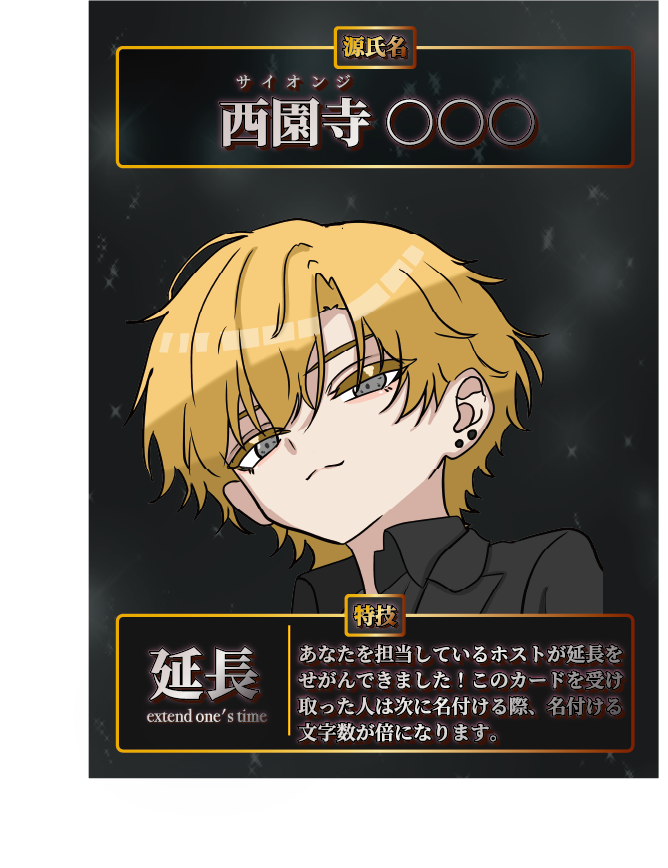 源氏名
サイオンジ
西園寺 〇〇〇
特技
延長
extend one's time
あなたを担当しているホストが延長を
せがんできました！このカードを受け
取った人は次に名付ける際、名付ける
文字数が倍になります。